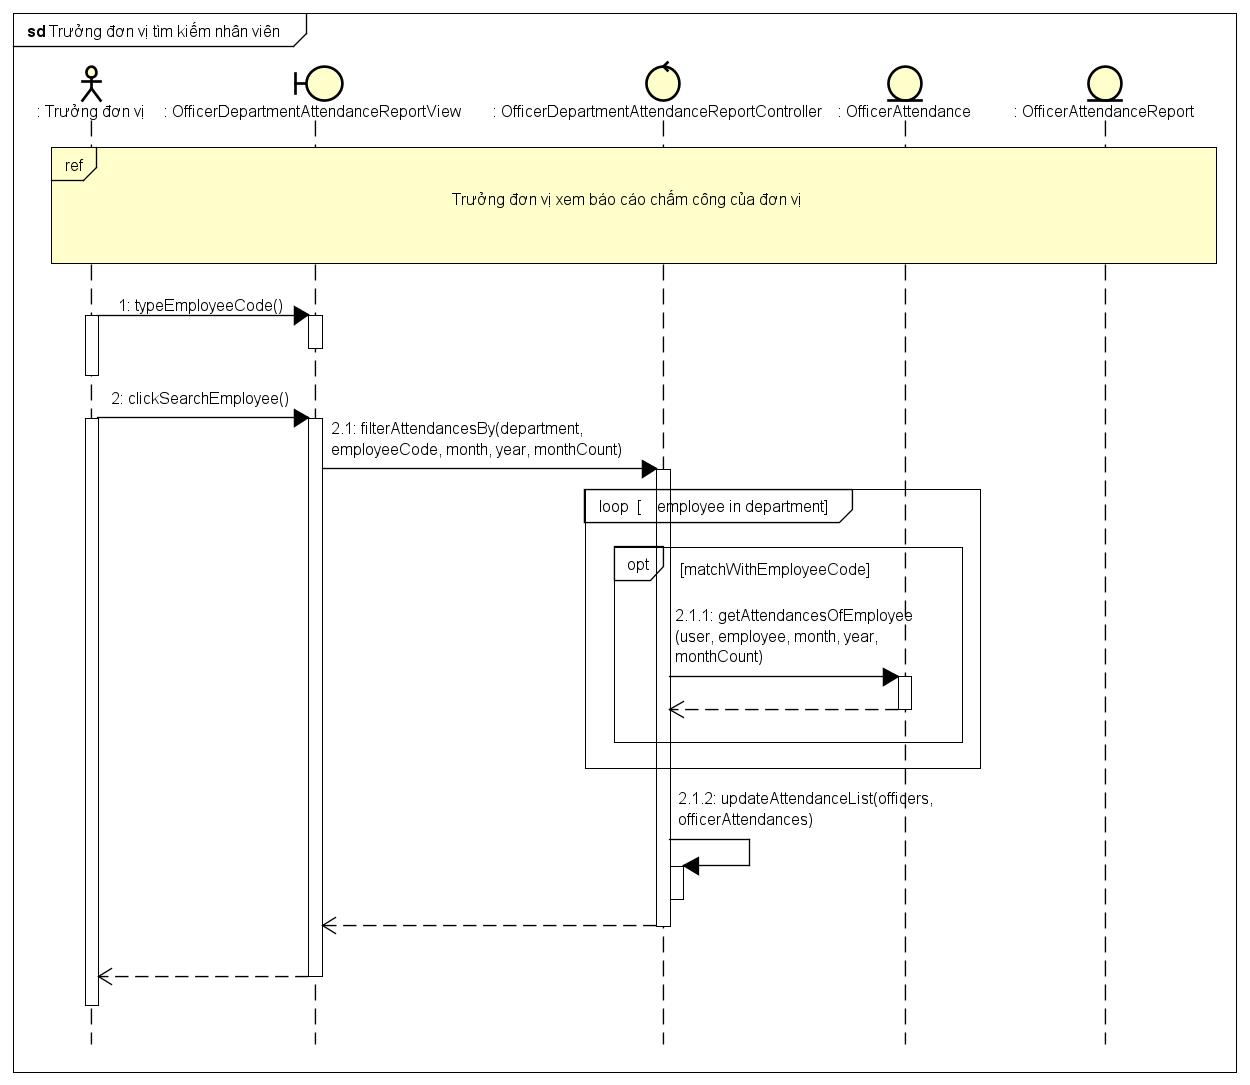 sd Trưởng đơn vị tìm kiếm nhân viên
: Trưởng đơn vị
: OfficerDepartmentAttendanceReportView
: OfficerDepartmentAttendanceReportController
: OfficerAttendance
: OfficerAttendanceReport
ref
Trưởng đơn vị xem báo cáo chấm công của đơn vị
1: typeEmployeeCode()
2: clickSearchEmployee()
2.1: filterAttendancesBy(department,
employeeCode, month, year, monthCount)
loop [ employee in department]
opt
[matchWithEmployeeCode]
2.1.1: getAttendancesOfEmployee
(user, employee, month, year,
monthCount)
2.1.2: updateAttendanceList(officers,
officerAttendances)